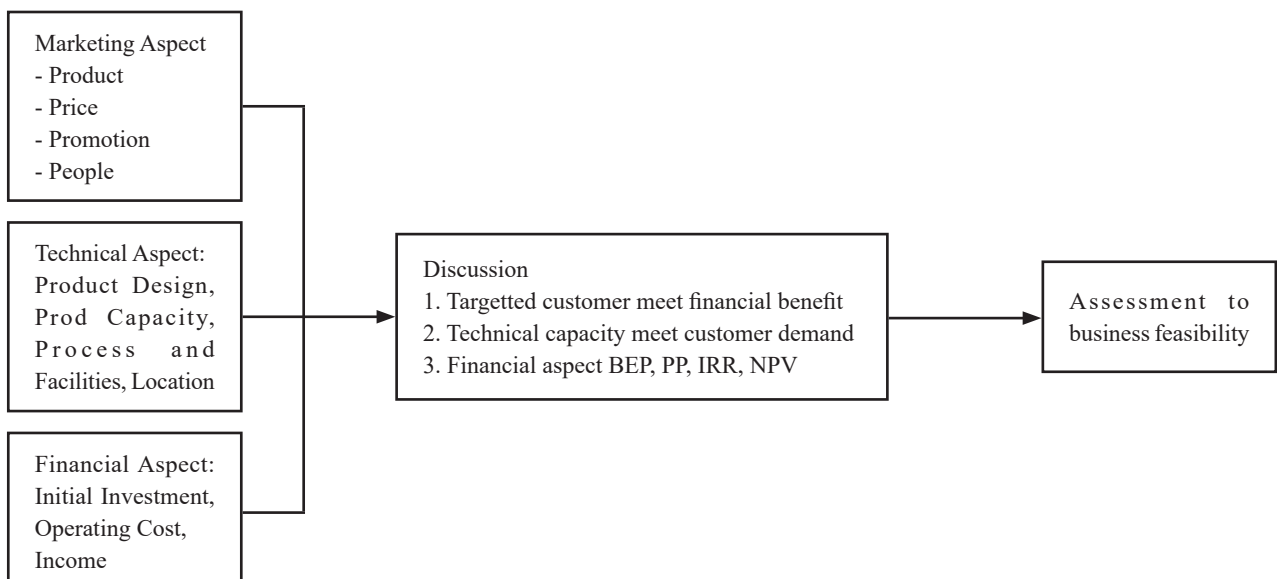 Marketing Aspect
- Product
- Price
- Promotion
- People
Technical Aspect:
Product Design,
Prod Capacity,
Process and
Facilities, Location
Financial Aspect:
Initial Investment,
Operating Cost,
Income
Discussion
1. Targetted customer meet financial benefit
2. Technical capacity meet customer demand
3. Financial aspect BEP, PP, IRR, NPV
Assessment to
business feasibility